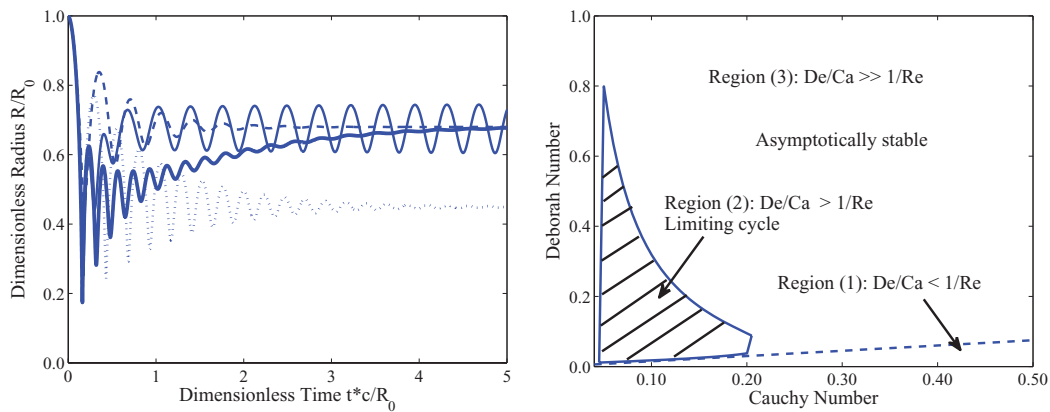 Dimensionless Radius R/R0
1.0
0.8
0.6
0.4
0.2
0.0
0
1
2
3
4
5
Dimensionless Time t*c/R0
Deborah Number
1.0
0.8
0.6
0.4
0.2
0.0
0.10
0.20
0.30
0.40
0.50
Cauchy Number
Region (3): De/Ca >> 1/Re
Asymptotically stable
Region (2): De/Ca > 1/Re
Limiting cycle
Region (1): De/Ca < 1/Re